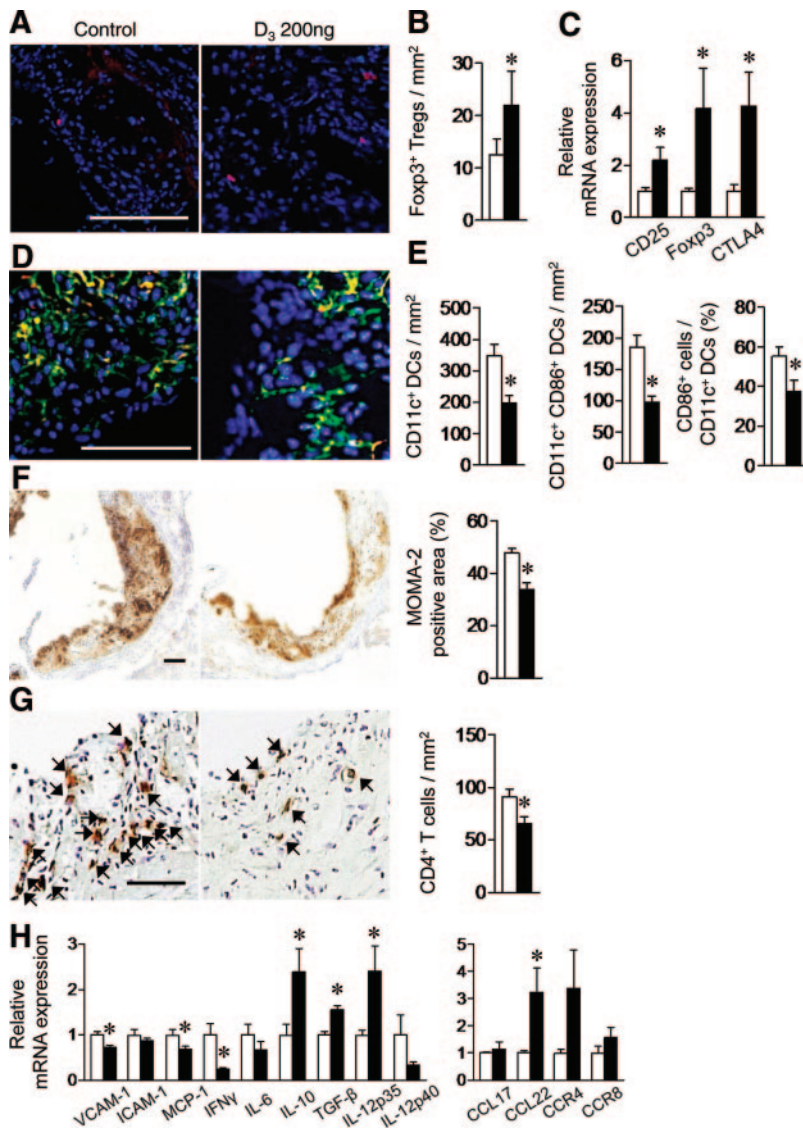 A
Control
D3 200ng
B
Foxp3+ Tregs / mm2
30
20
10
0
*
C
Relative
mRNA expression
6
4
2
0
*
*
*
CD25
Foxp3
CTLA4
D
E
CD11c+ DCs / mm2
500
400
300
200
100
0
*
CD11c+ CD86+ DCs / mm2
250
200
150
100
50
0
*
CD86+ cells /
CD11c+ DCs (%)
80
60
40
20
0
*
F
MOMA-2
positive area (%)
60
40
20
0
*
G
CD4+ T cells / mm2
150
100
50
0
*
H
Relative
mRNA expression
3
2
1
0
*
*
*
*
*
*
VCAM-1
ICAM-1
MCP-1
IFNγ
IL-6
IL-10
TGF-β
IL-12p35
IL-12p40
5
4
3
2
1
0
*
CCL17
CCL22
CCR4
CCR8